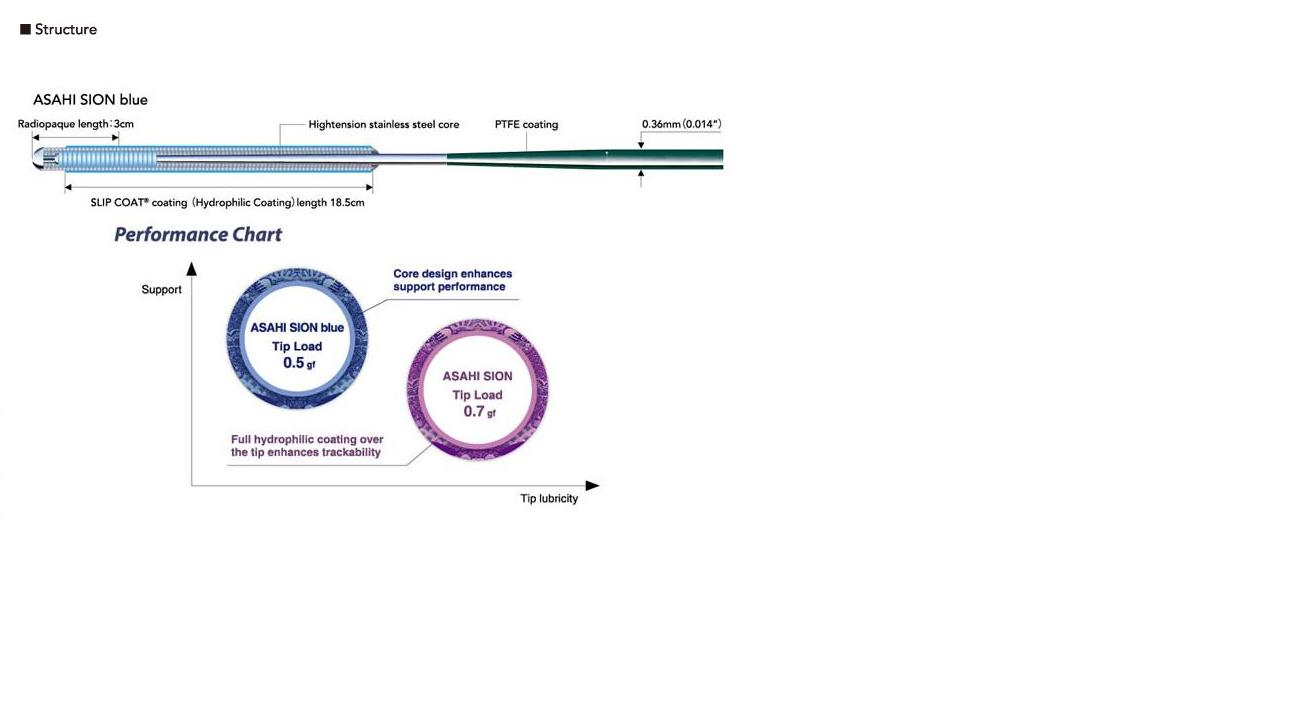 ■ Structure
ASAHI SION blue
Radiopaque length:3cm
Hightension stainless steel core
PTFE coating
0.36mm(0.014")
SLIP COAT® coating (Hydrophilic Coating) length 18.5cm
Performance Chart
Support
Core design enhances
support performance
ASAHI SION blue
Tip Load
0.5 gf
ASAHI SION
Tip Load
0.7 gf
Full hydrophilic coating over
the tip enhances trackability
Tip lubricity